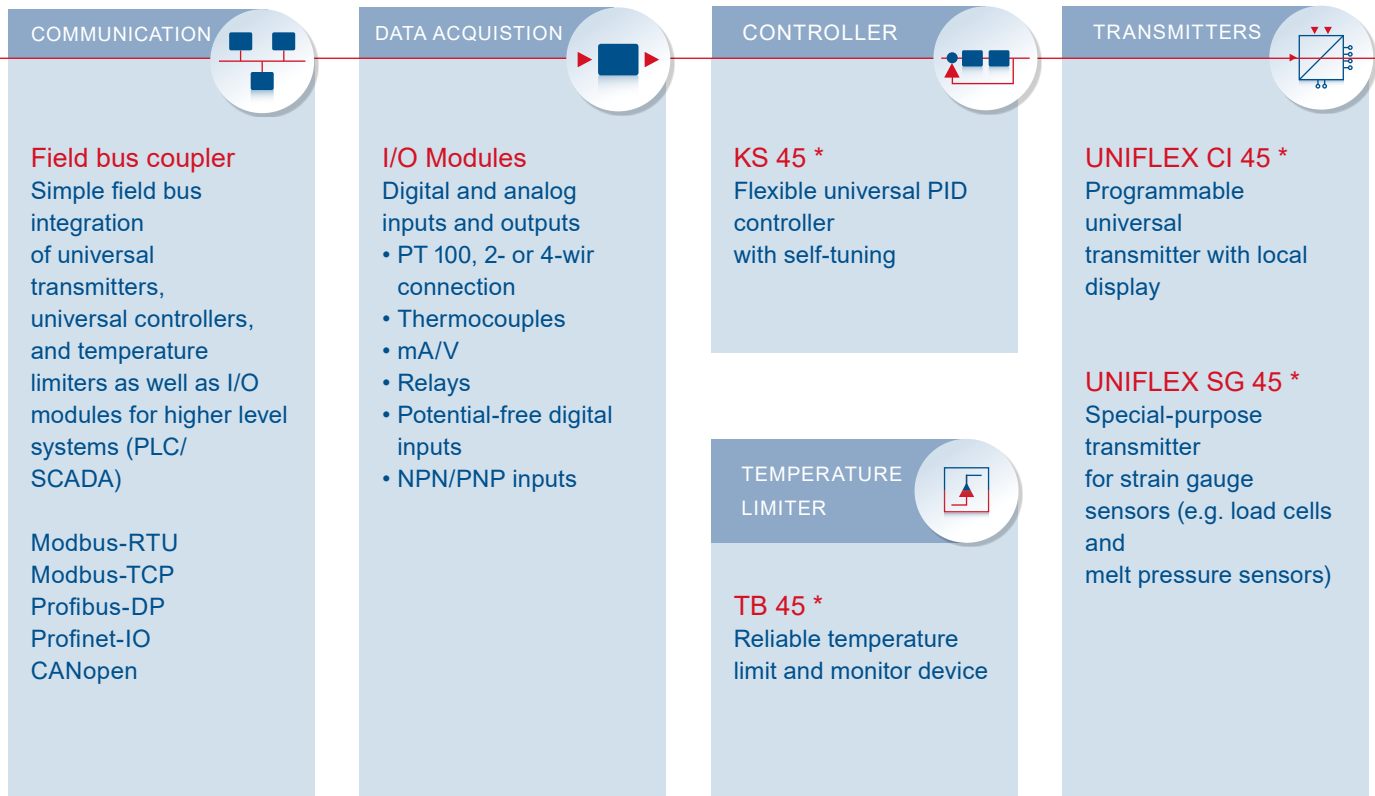 COMMUNICATION
Field bus coupler
Simple field bus
integration
of universal
transmitters,
universal controllers,
and temperature
limiters as well as I/O
modules for higher level
systems (PLC/
SCADA)
Modbus-RTU
Modbus-TCP
Profibus-DP
Profinet-IO
CANopen
DATA ACQUISTION
I/O Modules
Digital and analog
inputs and outputs
• PT 100, 2- or 4-wir
connection
• Thermocouples
• mA/V
• Relays
• Potential-free digital
inputs
• NPN/PNP inputs
CONTROLLER
KS 45 *
Flexible universal PID
controller
with self-tuning
TEMPERATURE
LIMITER
TB 45 *
Reliable temperature
limit and monitor device
TRANSMITTERS
UNIFLEX CI 45 *
Programmable
universal
transmitter with local
display
UNIFLEX SG 45 *
Special-purpose
transmitter
for strain gauge
sensors (e.g. load cells
and
melt pressure sensors)